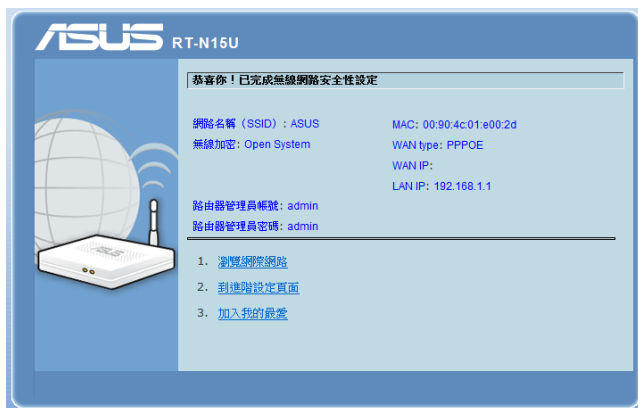 ASUS RT-N15U
恭喜你！已完成無線網路安全性設定
網路名稱（SSID）: ASUS
無線加密: Open System
MAC: 00:90:4c:01:e00:2d
WAN type: PPPOE
WAN IP:
LAN IP: 192.168.1.1
路由器管理員帳號: admin
路由器管理員密碼: admin
1. 瀏覽網際網路
2. 到進階設定頁面
3. 加入我的最愛